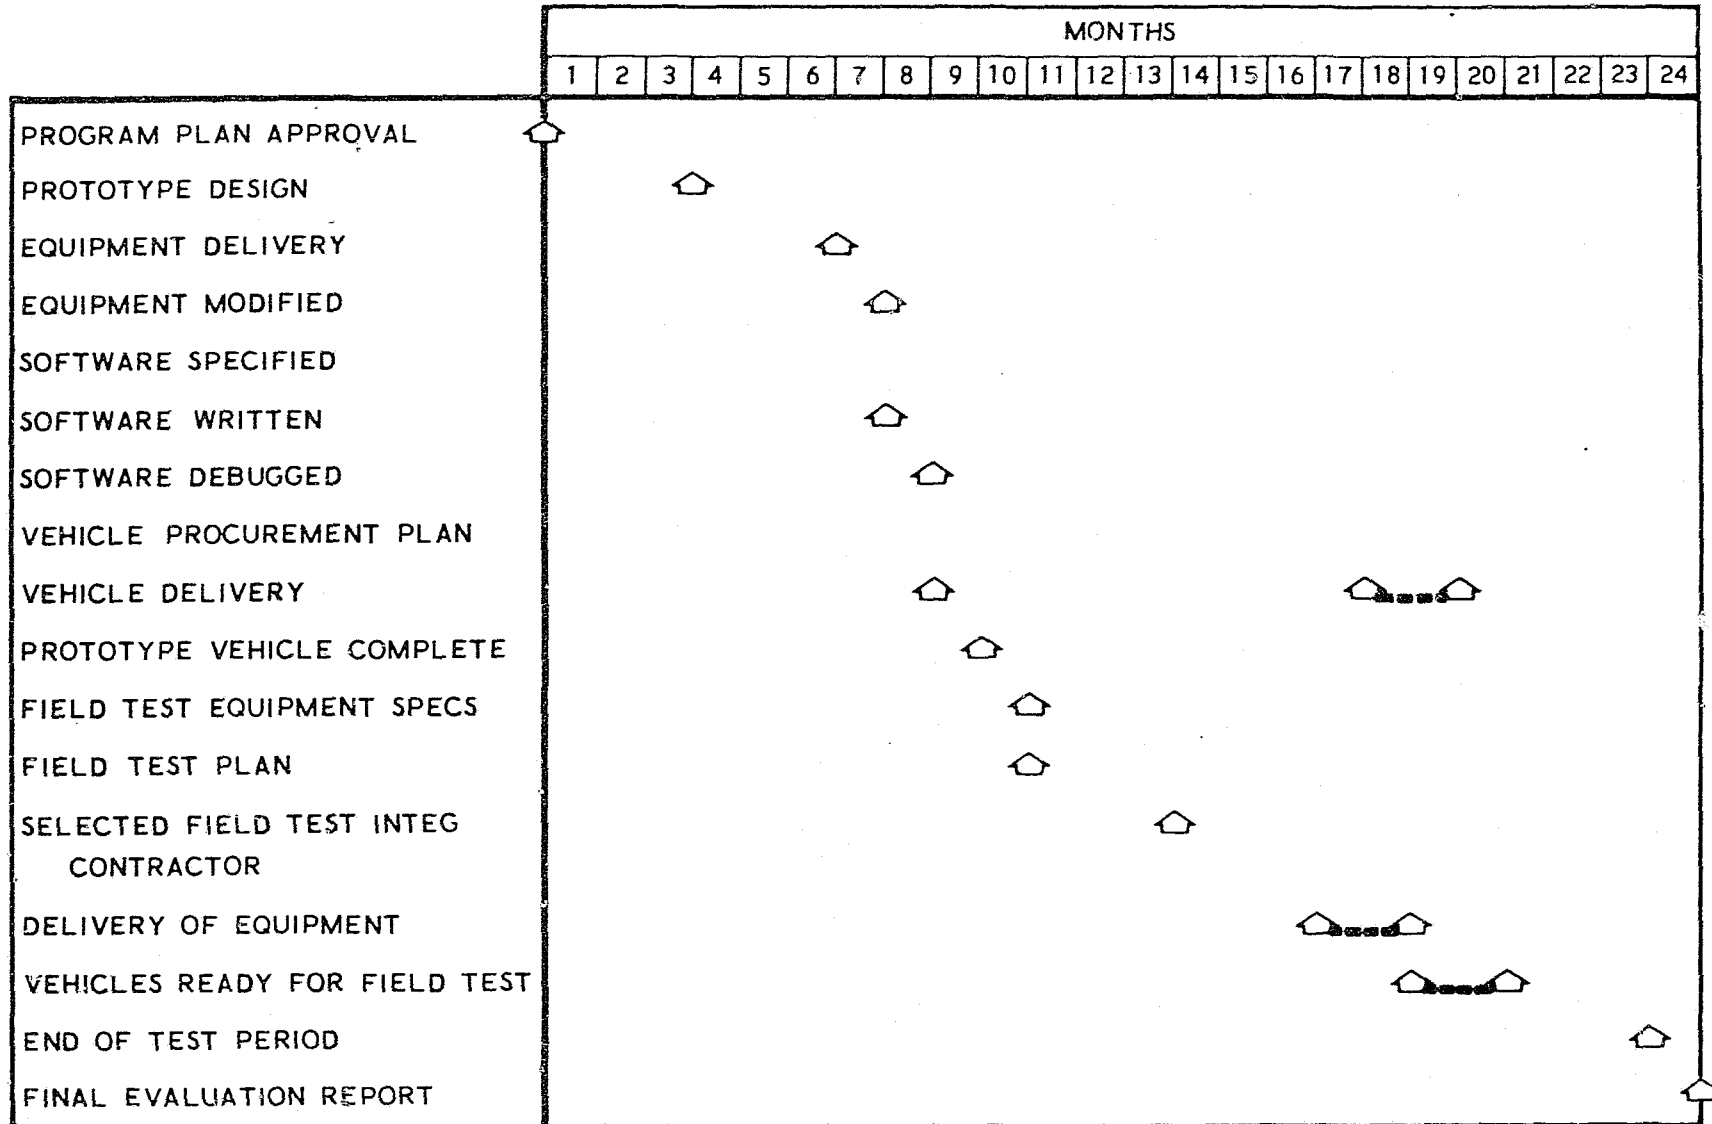 MONTHS
1 2 3 4 5 6 7 8 9 10 11 12 13 14 15 16 17 18 19 20 21 22 23 24
PROGRAM PLAN APPROVAL
PROTOTYPE DESIGN
EQUIPMENT DELIVERY
EQUIPMENT MODIFIED
SOFTWARE SPECIFIED
SOFTWARE WRITTEN
SOFTWARE DEBUGGED
VEHICLE PROCUREMENT PLAN
VEHICLE DELIVERY
PROTOTYPE VEHICLE COMPLETE
FIELD TEST EQUIPMENT SPECS
FIELD TEST PLAN
SELECTED FIELD TEST INTEG
CONTRACTOR
DELIVERY OF EQUIPMENT
VEHICLES READY FOR FIELD TEST
END OF TEST PERIOD
FINAL EVALUATION REPORT